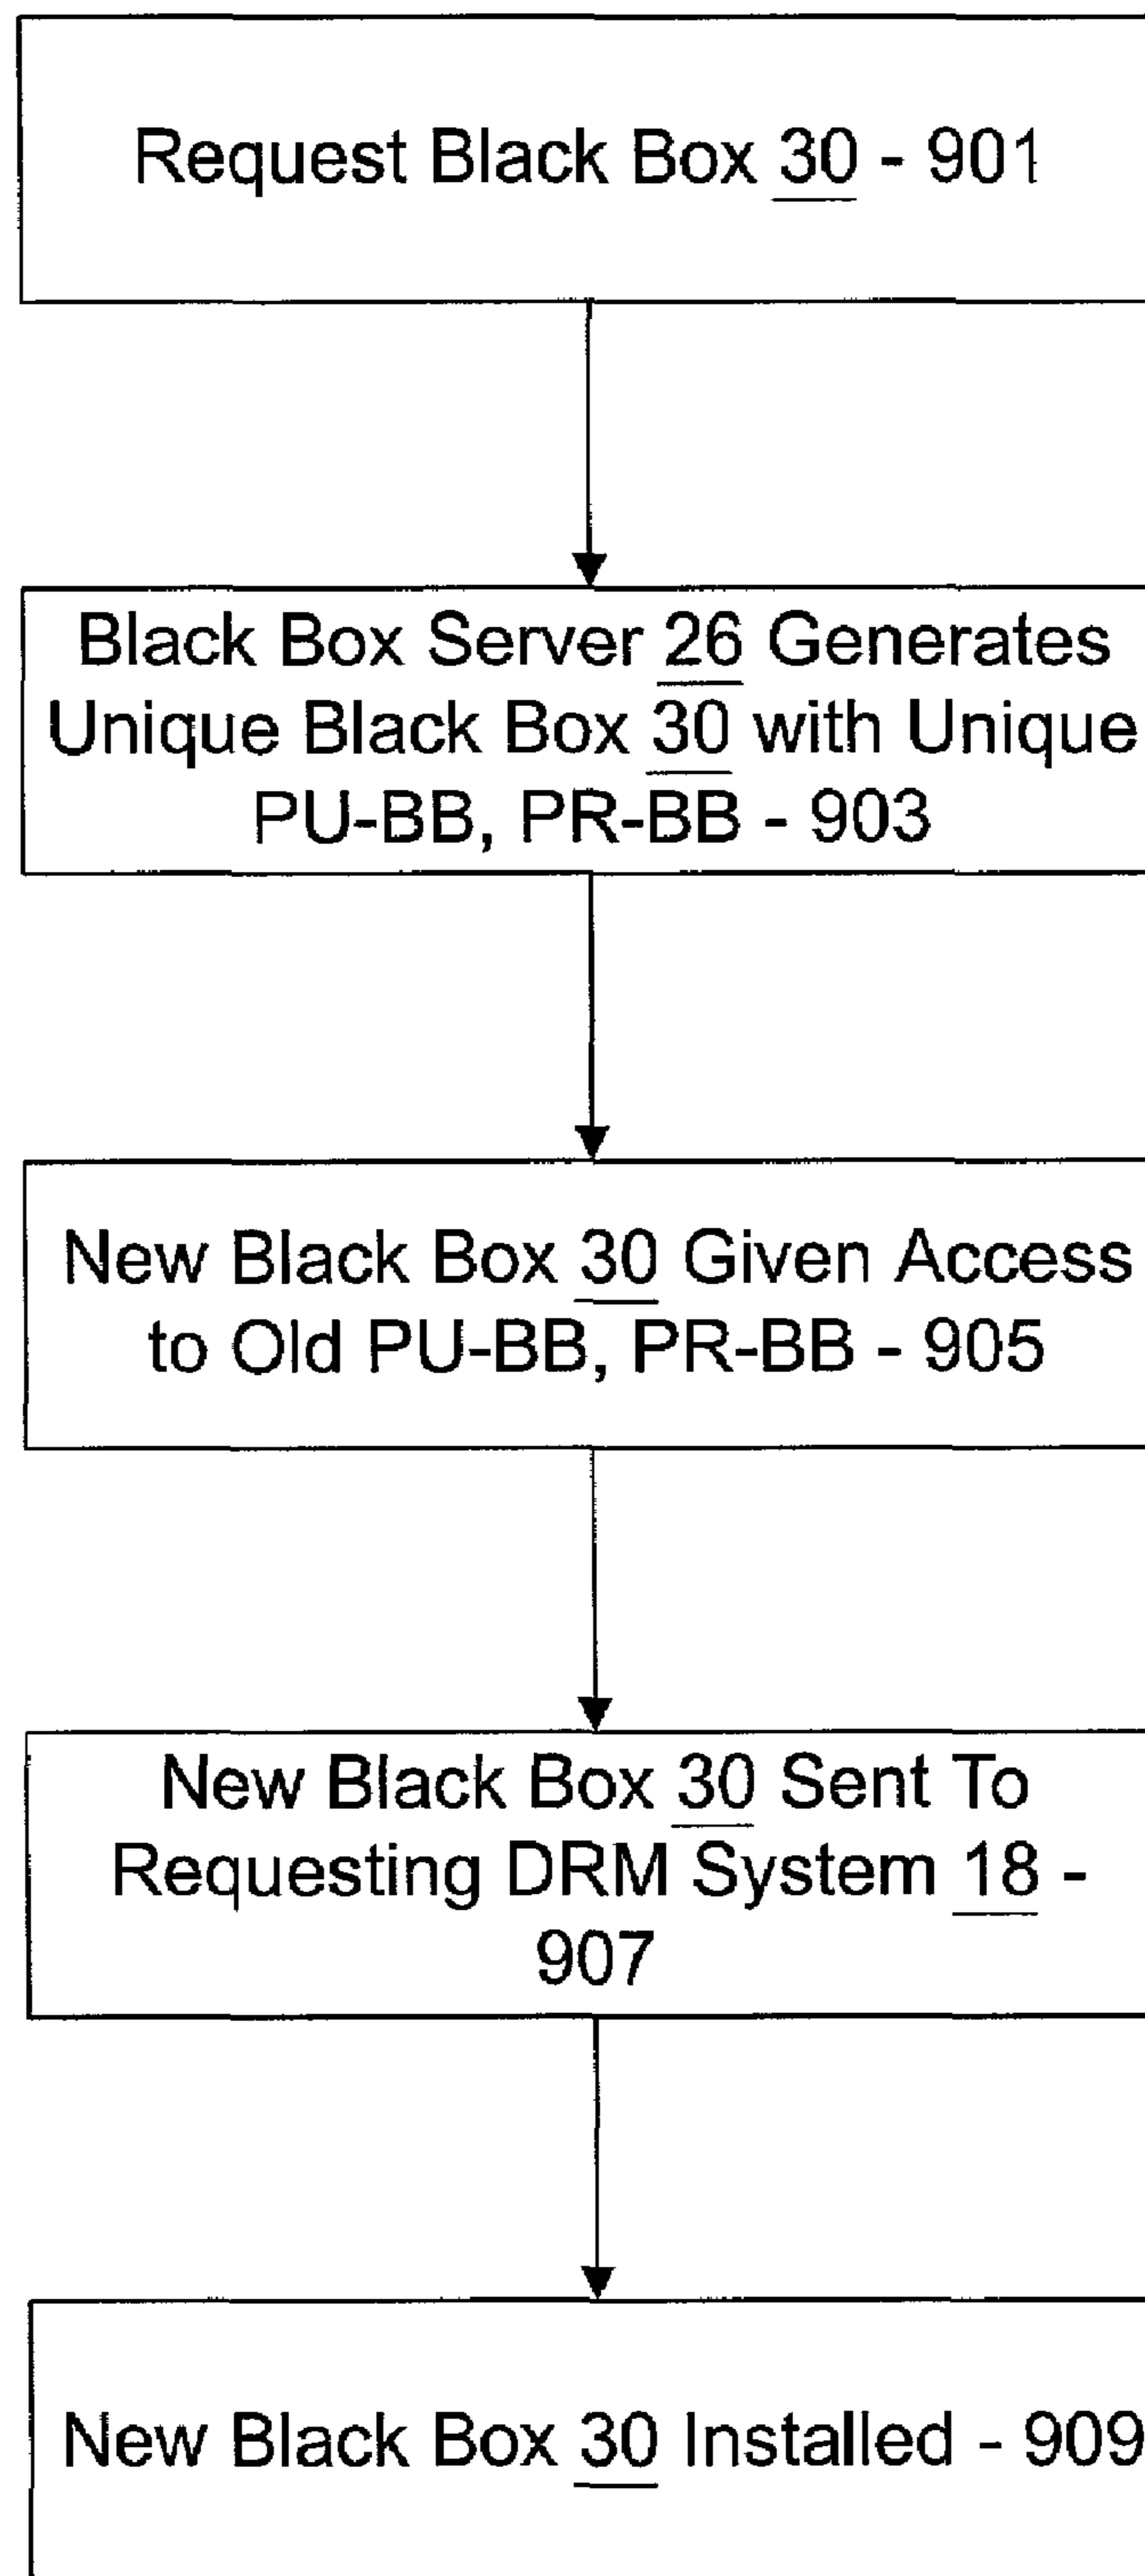 Request Black Box 30 - 901
Black Box Server 26 Generates
Unique Black Box 30 with Unique
PU-BB, PR-BB - 903
New Black Box 30 Given Access
to Old PU-BB, PR-BB - 905
New Black Box 30 Sent To
Requesting DRM System 18 -
907
New Black Box 30 Installed - 909